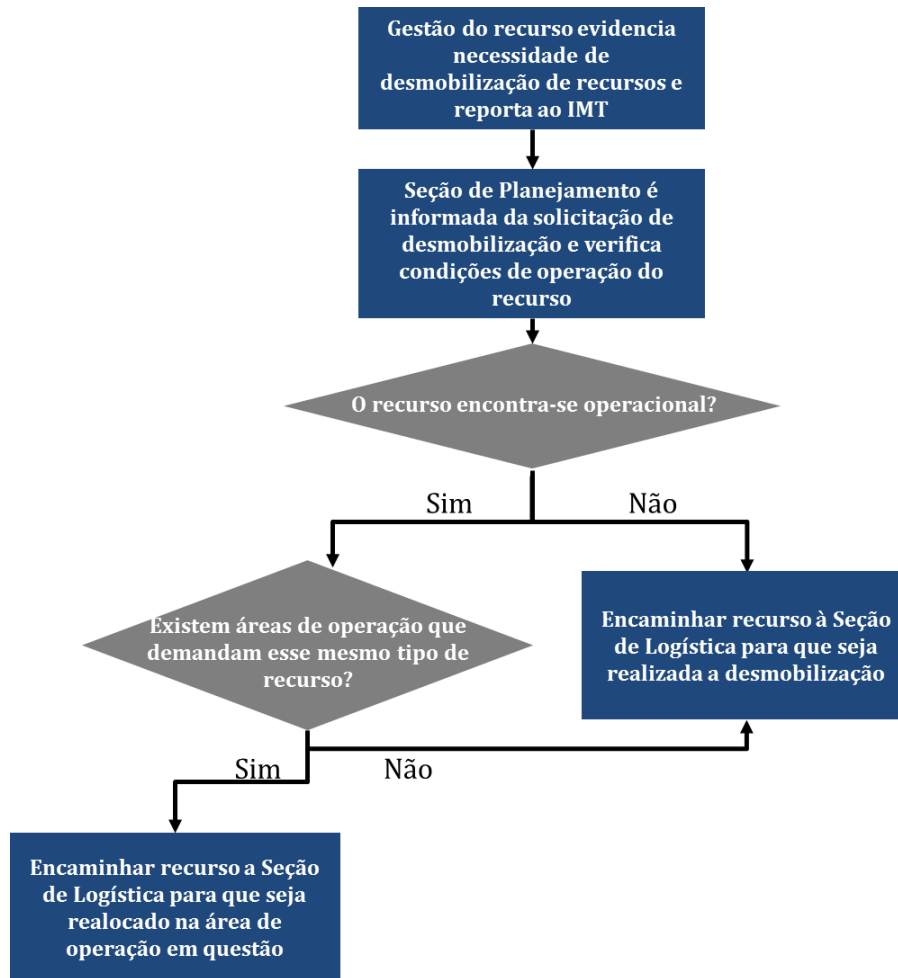 Gestão do recurso evidencia
necessidade de
desmobilização de recursos e
reporta ao IMT
Seção de Planejamento é
informada da solicitação de
desmobilização e verifica
condições de operação do
recurso
O recurso encontra-se operacional?
Sim
Não
Existem áreas de operação que
demandam esse mesmo tipo de
recurso?
Encaminhar recurso à Seção
de Logística para que seja
realizada a desmobilização
Sim
Não
Encaminhar recurso a Seção
de Logística para que seja
realocado na área de
operação em questão